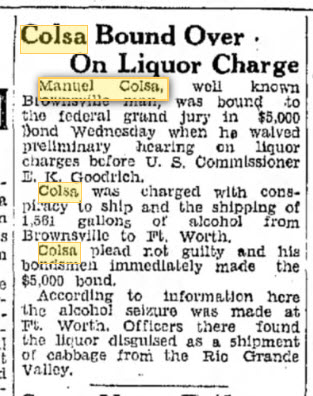 Colsa Bound Over
On Liquor Charge
Manuel Colsa, well known
Brownsville man, was bound to
the federal grand jury in $5,000
bond Wednesday when he waived
preliminary hearing on liquor
charges before U. S. Commissioner
E. K. Goodrich.
Colsa was charged with cons-
piracy to ship and the shipping of
1,561 gallons of alcohol from
Brownsville to Ft. Worth.
Colsa plead not guilty and his
bondsmen immediately made the
$5,000 bond.
According to information here
the alcohol seizure was made at
Ft. Worth. Officers there found
the liquor disguised as a shipment
of cabbage from the Rio Grande
Valley.